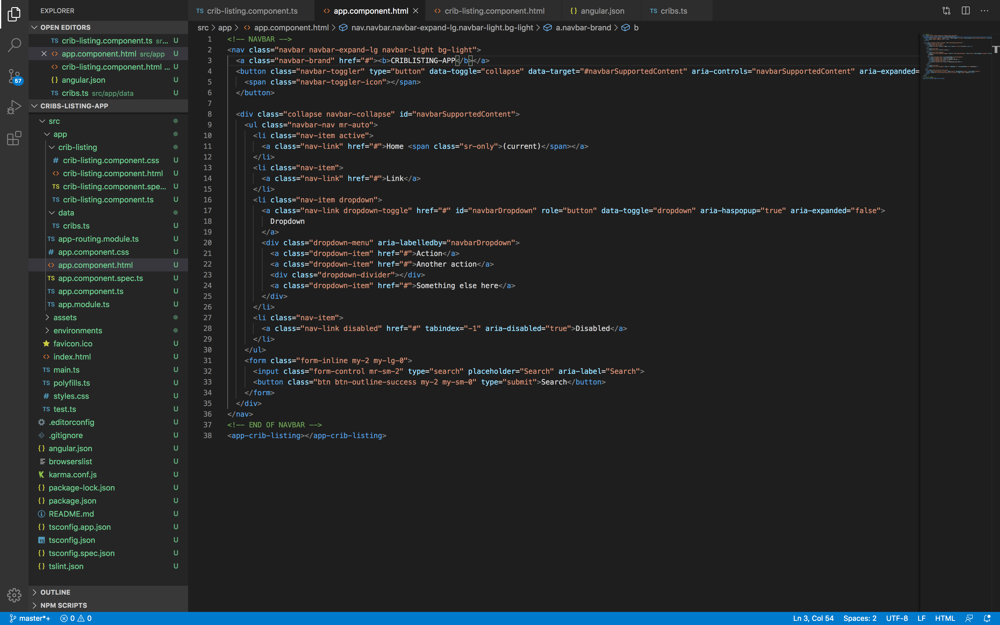 EXPLORER
OPEN EDITORS
TS crib-listing.component.ts sr... U
app.component.html src/app U
crib-listing.component.html ... U
{} angular.json U
TS cribs.ts src/app/data U
CRIBS-LISTING-APP
src
app
crib-listing
# crib-listing.component.css U
crib-listing.component.html U
TS crib-listing.component.spe... U
TS crib-listing.component.ts U
data
TS cribs.ts U
TS app-routing.module.ts U
# app.component.css U
app.component.html U
TS app.component.spec.ts U
TS app.component.ts U
TS app.module.ts U
assets
environments
favicon.ico U
index.html U
TS main.ts U
TS polyfills.ts U
# styles.css U
TS test.ts U
.editorconfig U
.gitignore U
{} angular.json U
browserslist U
karma.conf.js U
{} package-lock.json U
{} package.json U
README.md U
{} tsconfig.app.json U
TS tsconfig.json U
{} tsconfig.spec.json U
{} tslint.json U
OUTLINE
NPM SCRIPTS
57
TS crib-listing.component.ts <> app.component.html <> crib-listing.component.html {} angular.json TS cribs.ts
src > app > <> app.component.html > nav.navbar.navbar-expand-lg.navbar-light.bg-light > a.navbar-brand > b
1 <!-- NAVBAR -->
2 <nav class="navbar navbar-expand-lg navbar-light bg-light">
3 <a class="navbar-brand" href="#"><b>CRIBLISTING-APP</b></a>
4 <button class="navbar-toggler" type="button" data-toggle="collapse" data-target="#navbarSupportedContent" aria-controls="navbarSupportedContent" aria-expanded=
5 <span class="navbar-toggler-icon"></span>
6 </button>
7
8 <div class="collapse navbar-collapse" id="navbarSupportedContent">
9 <ul class="navbar-nav mr-auto">
10 <li class="nav-item active">
11 <a class="nav-link" href="#">Home <span class="sr-only">(current)</span></a>
12 </li>
13 <li class="nav-item">
14 <a class="nav-link" href="#">Link</a>
15 </li>
16 <li class="nav-item dropdown">
17 <a class="nav-link dropdown-toggle" href="#" id="navbarDropdown" role="button" data-toggle="dropdown" aria-haspopup="true" aria-expanded="false">
18 Dropdown
19 </a>
20 <div class="dropdown-menu" aria-labelledby="navbarDropdown">
21 <a class="dropdown-item" href="#">Action</a>
22 <a class="dropdown-item" href="#">Another action</a>
23 <div class="dropdown-divider"></div>
24 <a class="dropdown-item" href="#">Something else here</a>
25 </div>
26 </li>
27 <li class="nav-item">
28 <a class="nav-link disabled" href="#" tabindex="-1" aria-disabled="true">Disabled</a>
29 </li>
30 </ul>
31 <form class="form-inline my-2 my-lg-0">
32 <input class="form-control mr-sm-2" type="search" placeholder="Search" aria-label="Search">
33 <button class="btn btn-outline-success my-2 my-sm-0" type="submit">Search</button>
34 </form>
35 </div>
36 </nav>
37 <!-- END OF NAVBAR -->
38 <app-crib-listing></app-crib-listing>
master*+ 0 0 Ln 3, Col 54 Spaces: 2 UTF-8 LF HTML